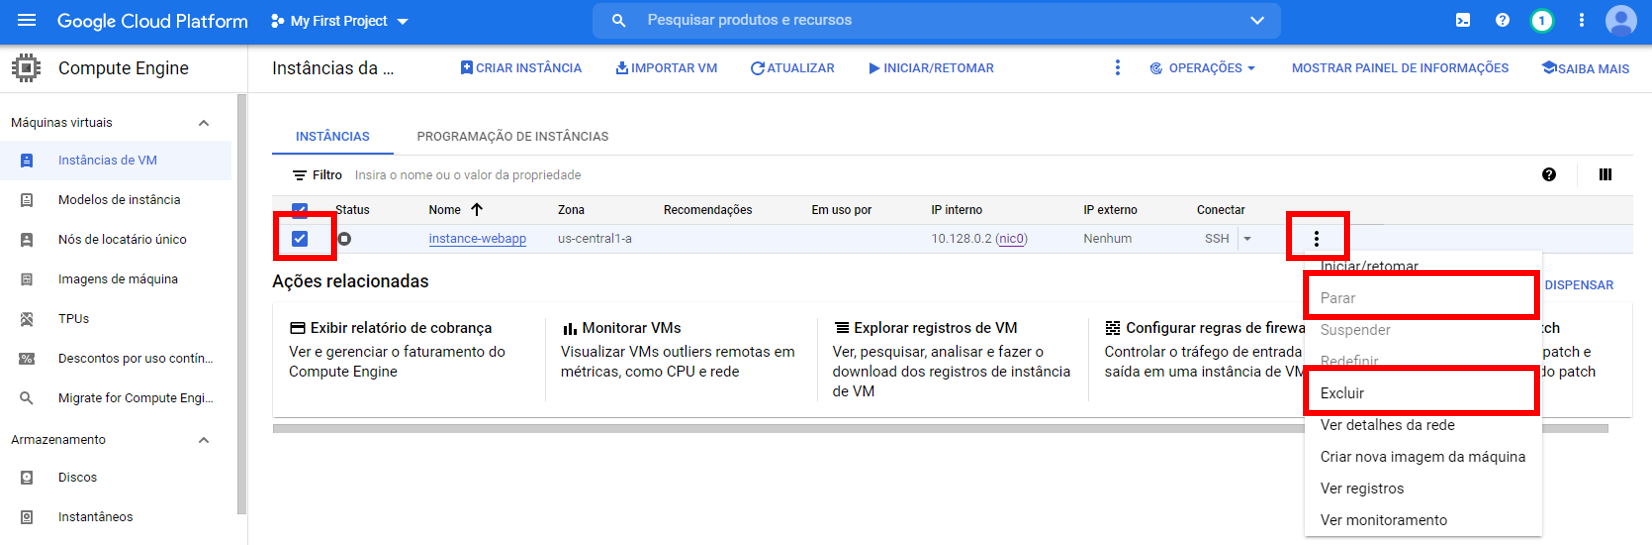 Google Cloud Platform My First Project Pesquisar produtos e recursos 1
Compute Engine Instâncias da ... CRIAR INSTÂNCIA IMPORTAR VM ATUALIZAR INICIAR/RETOMAR OPERAÇÕES MOSTRAR PAINEL DE INFORMAÇÕES SAIBA MAIS
Máquinas virtuais
Instâncias de VM
Modelos de instância
Nós de locatário único
Imagens de máquina
TPUs
Descontos por uso contín...
Migrate for Compute Engi...
Armazenamento
Discos
Instantâneos
INSTÂNCIAS PROGRAMAÇÃO DE INSTÂNCIAS
Filtro Insira o nome ou o valor da propriedade
Status Nome Zona Recomendações Em uso por IP interno IP externo Conectar
instance-webapp us-central1-a 10.128.0.2 (nic0) Nenhum SSH
Ações relacionadas
DISPENSAR
Exibir relatório de cobrança
Ver e gerenciar o faturamento do
Compute Engine
Monitorar VMs
Visualizar VMs outliers remotas em
métricas, como CPU e rede
Explorar registros de VM
Ver, pesquisar, analisar e fazer o
download dos registros de instância
de VM
Configurar regras de firewa
Controlar o tráfego de entrada
saída em uma instância de VM
tch
patch e
do patch
Iniciar/retomar
Parar
Suspender
Redefinir
Excluir
Ver detalhes da rede
Criar nova imagem da máquina
Ver registros
Ver monitoramento